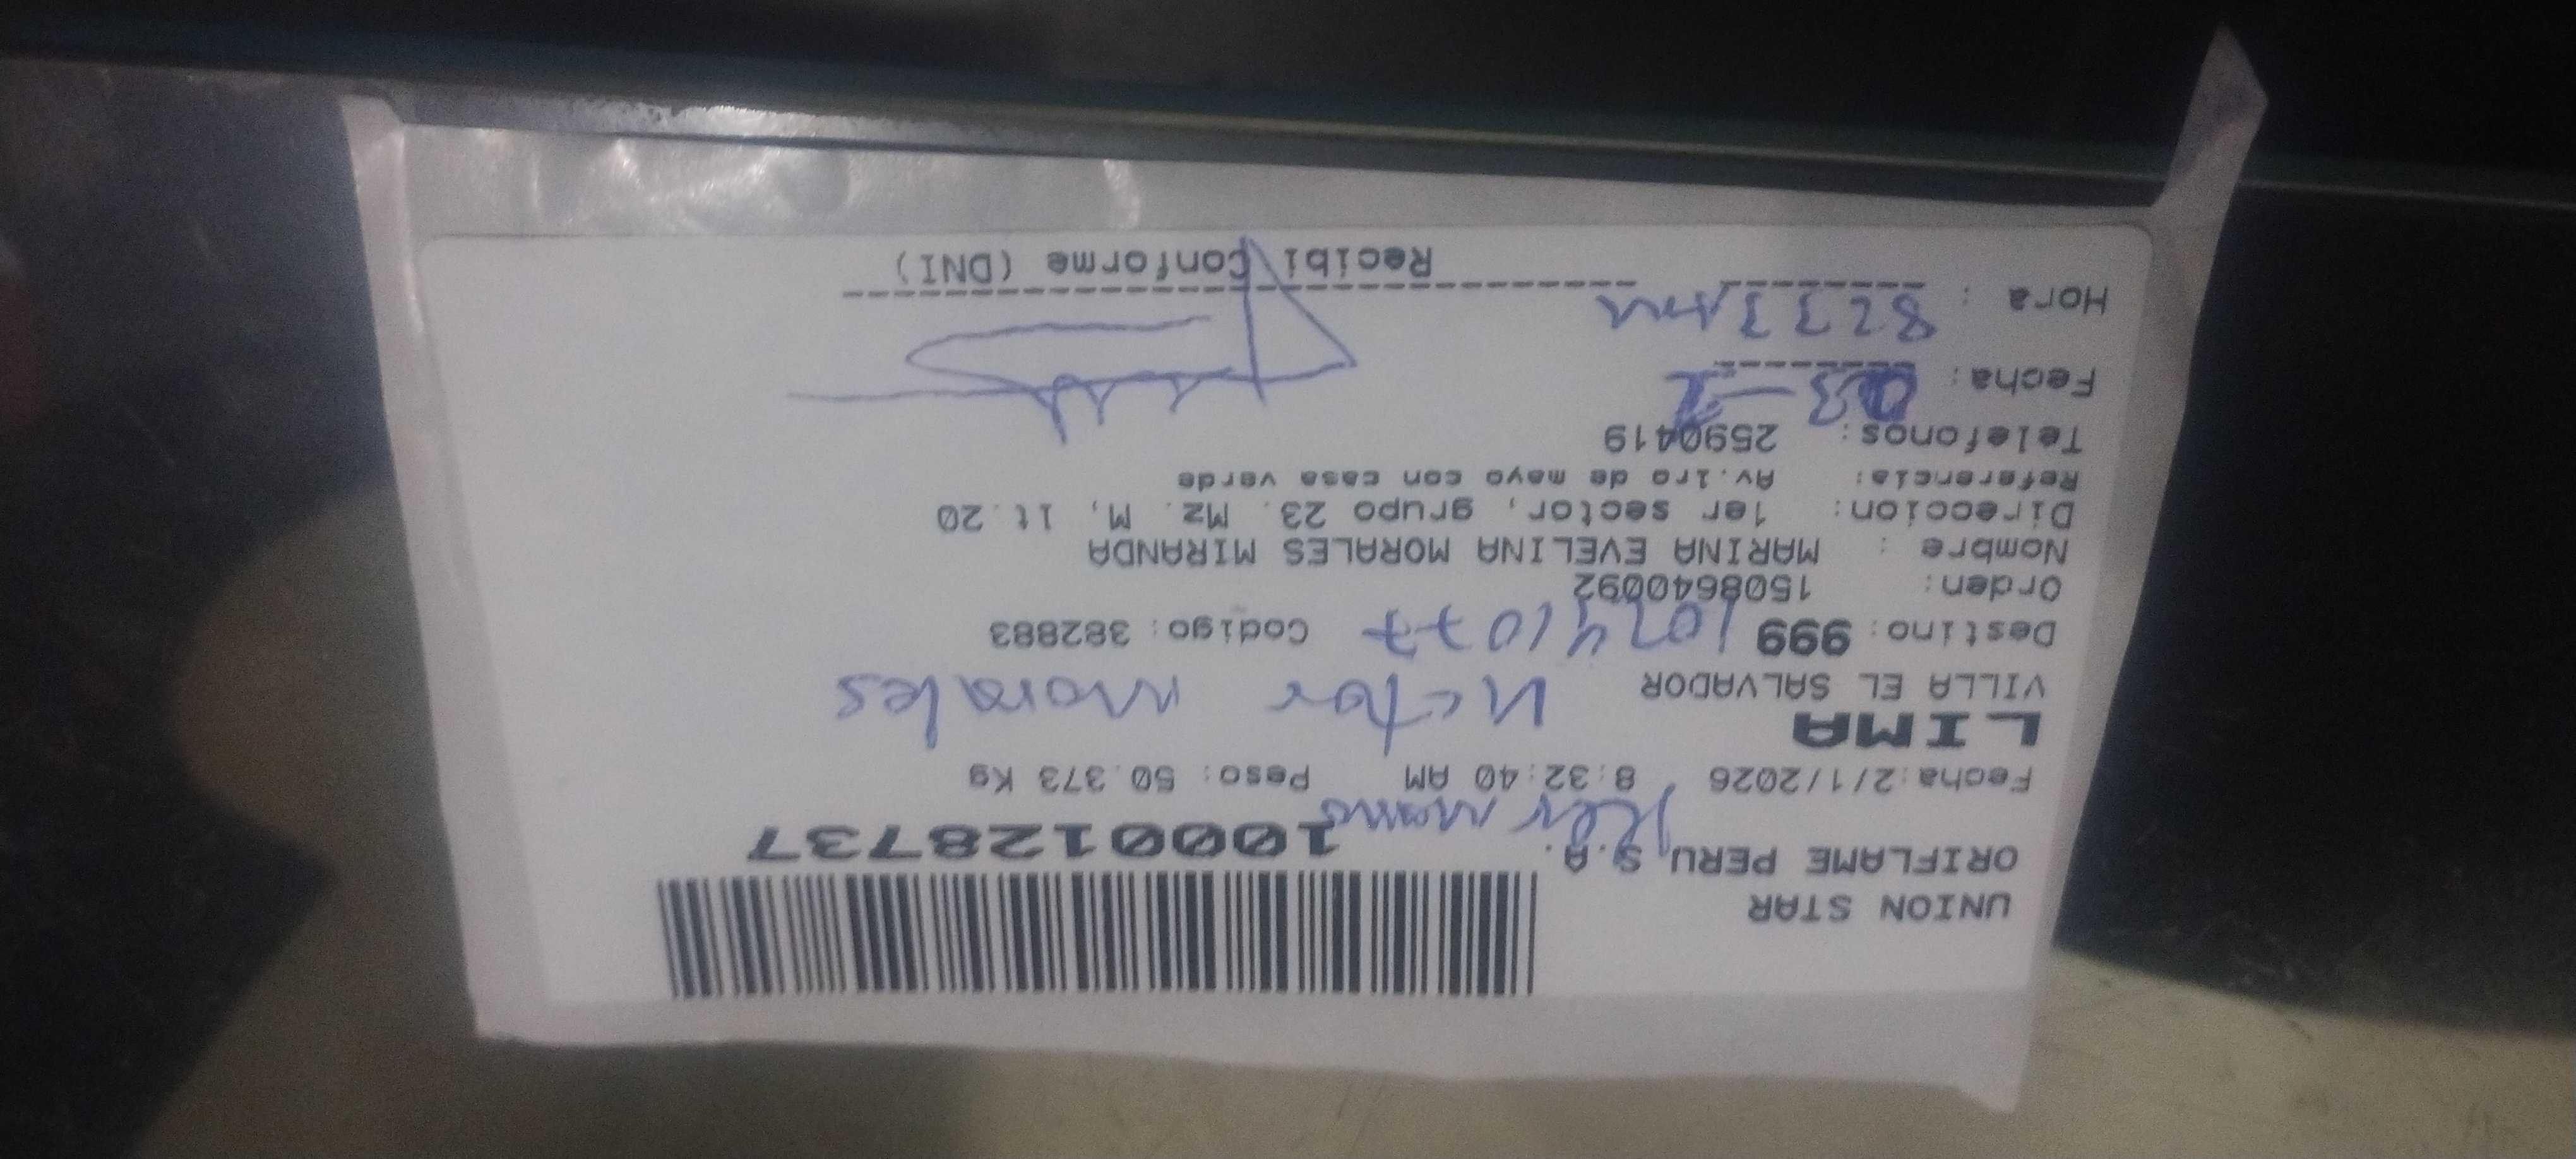 UNION STAR
ORIFLAME PERU S.A.
1000128737
Hermano
Fecha: 2/1/2026 8:32:40 AM Peso: 50.373 Kg
LIMA
VILLA EL SALVADOR
Victor Morales
Destino: 999 Codigo: 382883
Orden: 1508640092
Nombre : MARINA EVELINA MORALES MIRANDA
Direccion: 1er sector, grupo 23. Mz. M, lt.20
Referencia: Av.1ro de mayo con casa verde
Telefonos: 2590419
Fecha:
Hora :
Recibi Conforme (DNI)